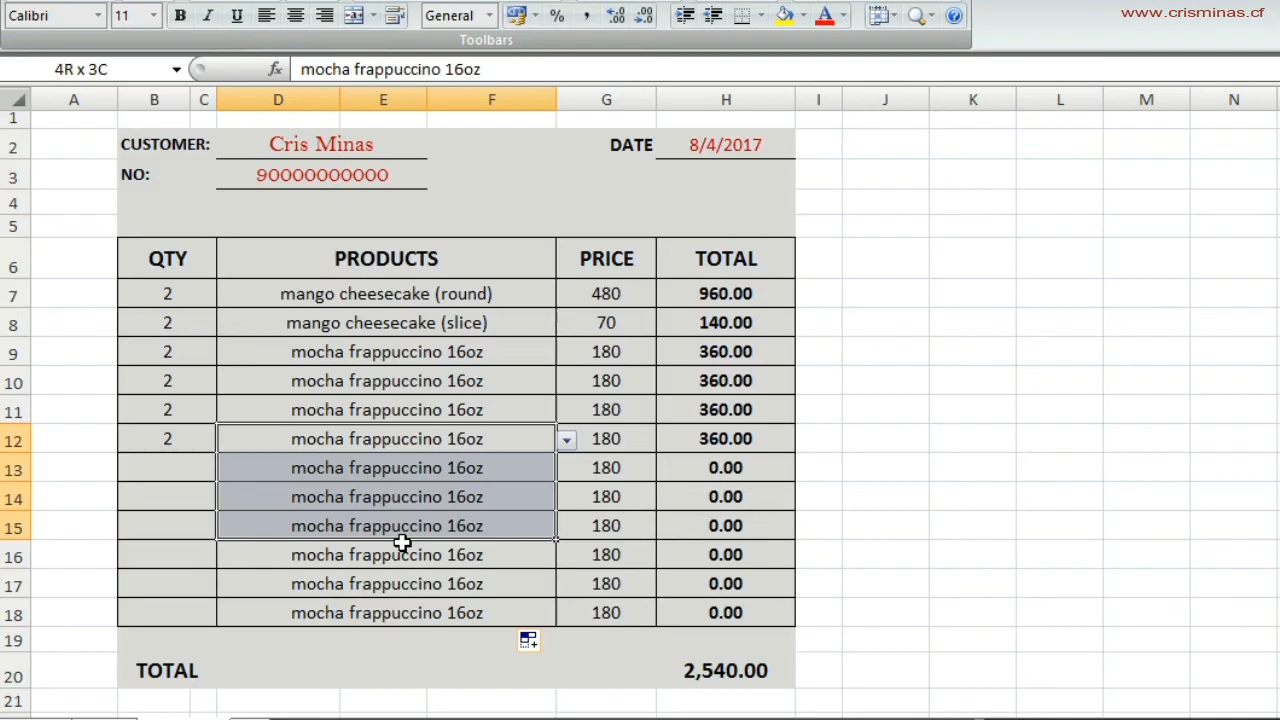 www.crisminas.cf
Calibri 11 B I U General % ,
Toolbars
4R x 3C fx mocha frappuccino 16oz
A B C D E F G H I J K L M N
1
2 CUSTOMER: Cris Minas DATE 8/4/2017
3 NO: 90000000000
4
5
6 QTY PRODUCTS PRICE TOTAL
7 2 mango cheesecake (round) 480 960.00
8 2 mango cheesecake (slice) 70 140.00
9 2 mocha frappuccino 16oz 180 360.00
10 2 mocha frappuccino 16oz 180 360.00
11 2 mocha frappuccino 16oz 180 360.00
12 2 mocha frappuccino 16oz 180 360.00
13 mocha frappuccino 16oz 180 0.00
14 mocha frappuccino 16oz 180 0.00
15 mocha frappuccino 16oz 180 0.00
16 mocha frappuccino 16oz 180 0.00
17 mocha frappuccino 16oz 180 0.00
18 mocha frappuccino 16oz 180 0.00
19
20 TOTAL 2,540.00
21